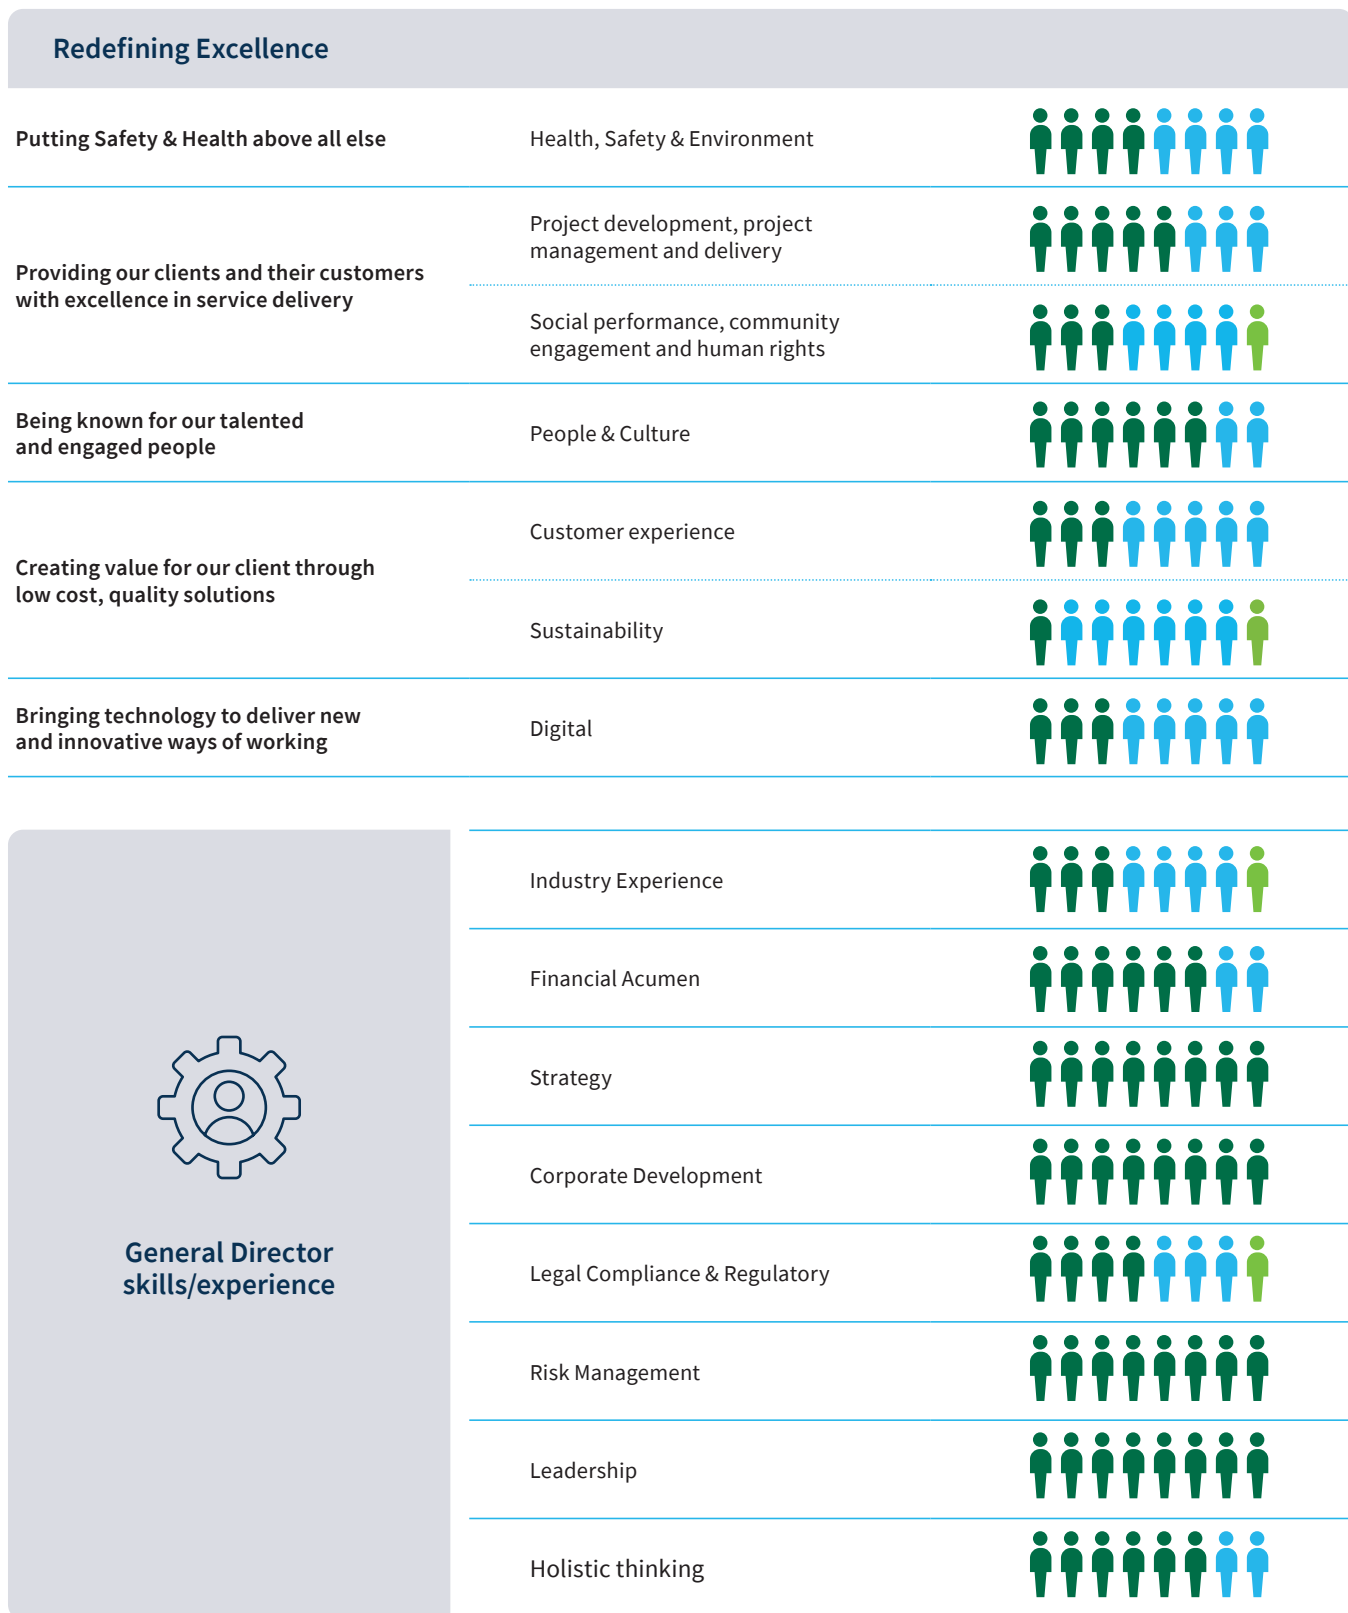 Redefining Excellence
Putting Safety & Health above all else
Health, Safety & Environment
Providing our clients and their customers
with excellence in service delivery
Project development, project
management and delivery
Social performance, community
engagement and human rights
Being known for our talented
and engaged people
People & Culture
Creating value for our client through
low cost, quality solutions
Customer experience
Sustainability
Bringing technology to deliver new
and innovative ways of working
Digital
General Director
skills/experience
Industry Experience
Financial Acumen
Strategy
Corporate Development
Legal Compliance & Regulatory
Risk Management
Leadership
Holistic thinking